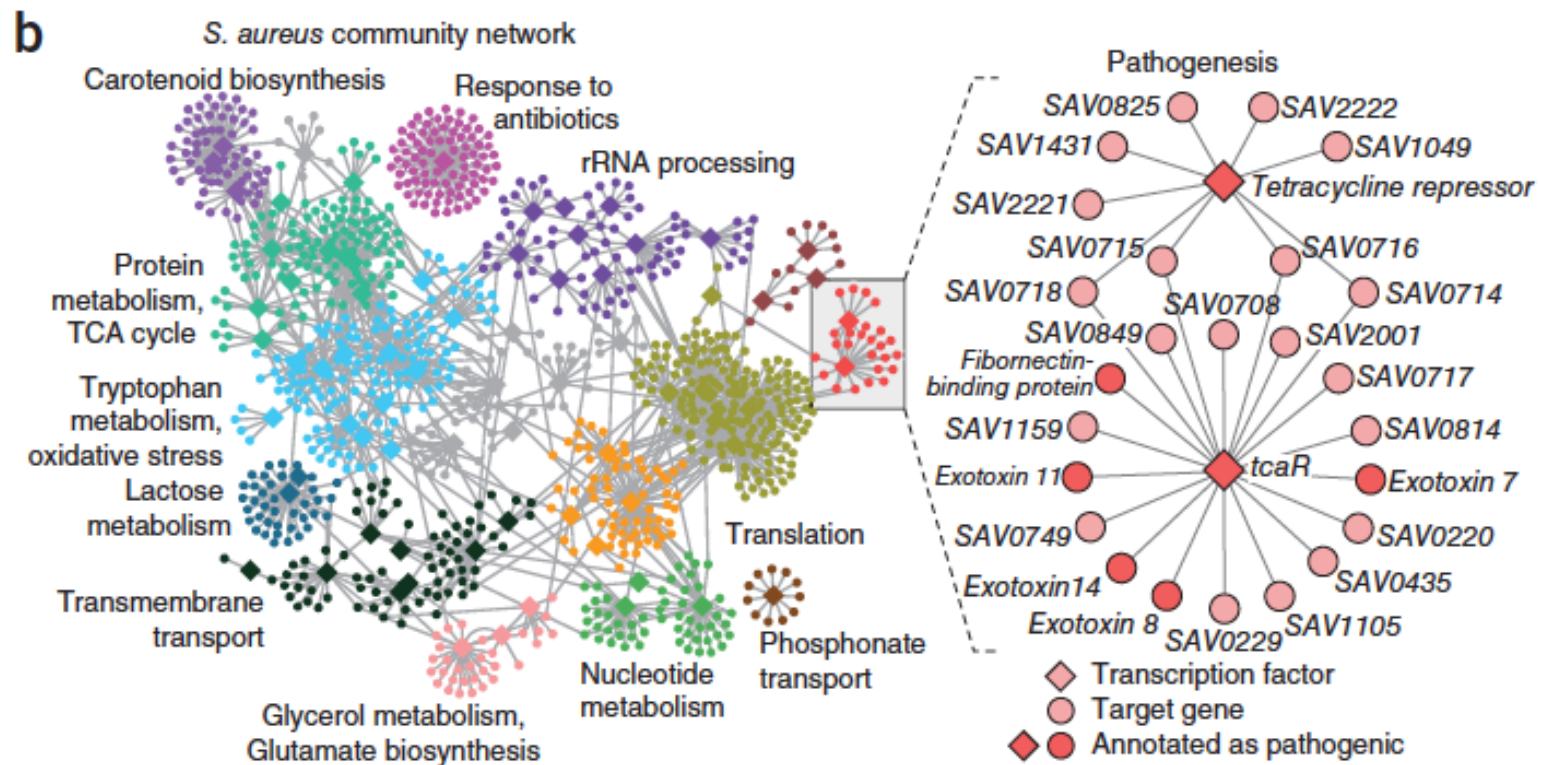 b
S. aureus community network
Carotenoid biosynthesis
Response to
antibiotics
rRNA processing
Protein
metabolism,
TCA cycle
Tryptophan
metabolism,
oxidative stress
Lactose
metabolism
Transmembrane
transport
Glycerol metabolism,
Glutamate biosynthesis
Nucleotide
metabolism
Translation
Phosphonate
transport
Pathogenesis
SAV0825
SAV2222
SAV1431
SAV1049
Tetracycline repressor
SAV2221
SAV0715
SAV0716
SAV0718
SAV0714
SAV0708
SAV0849
SAV2001
Fibornectin-
binding protein
SAV0717
SAV1159
SAV0814
tcaR
Exotoxin 11
Exotoxin 7
SAV0749
SAV0220
Exotoxin14
SAV0435
Exotoxin 8
SAV0229
SAV1105
Transcription factor
Target gene
Annotated as pathogenic